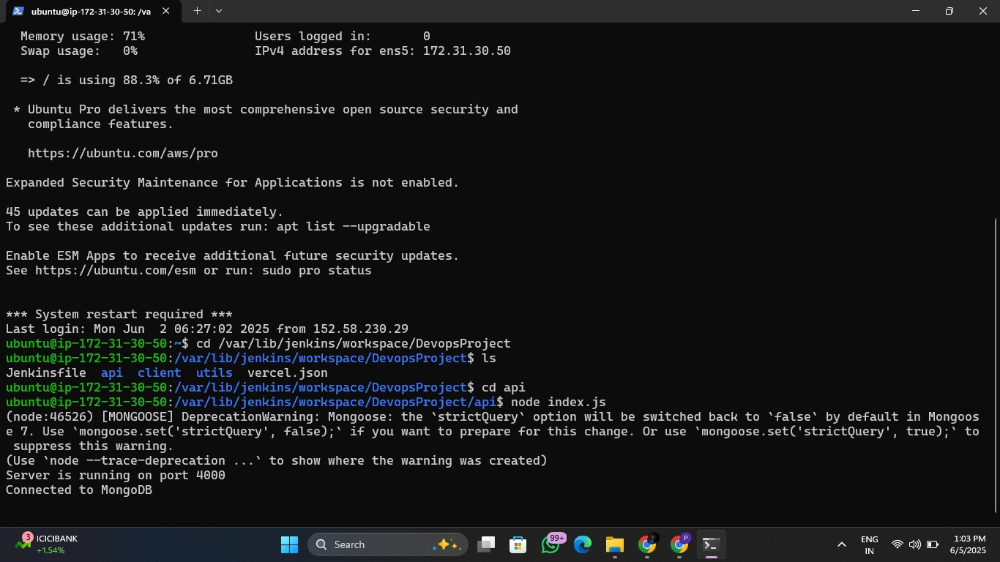 ubuntu@ip-172-31-30-50: /va
Memory usage: 71% Users logged in: 0
Swap usage: 0% IPv4 address for ens5: 172.31.30.50
=> / is using 88.3% of 6.71GB
* Ubuntu Pro delivers the most comprehensive open source security and
compliance features.
https://ubuntu.com/aws/pro
Expanded Security Maintenance for Applications is not enabled.
45 updates can be applied immediately.
To see these additional updates run: apt list --upgradable
Enable ESM Apps to receive additional future security updates.
See https://ubuntu.com/esm or run: sudo pro status
*** System restart required ***
Last login: Mon Jun  2 06:27:02 2025 from 152.58.230.29
ubuntu@ip-172-31-30-50:~$ cd /var/lib/jenkins/workspace/DevopsProject
ubuntu@ip-172-31-30-50:/var/lib/jenkins/workspace/DevopsProject$ ls
Jenkinsfile  api  client  utils  vercel.json
ubuntu@ip-172-31-30-50:/var/lib/jenkins/workspace/DevopsProject$ cd api
ubuntu@ip-172-31-30-50:/var/lib/jenkins/workspace/DevopsProject/api$ node index.js
(node:46526) [MONGOOSE] DeprecationWarning: Mongoose: the `strictQuery` option will be switched back to `false` by default in Mongoos
e 7. Use `mongoose.set('strictQuery', false);` if you want to prepare for this change. Or use `mongoose.set('strictQuery', true);` to
suppress this warning.
(Use `node --trace-deprecation ...` to show where the warning was created)
Server is running on port 4000
Connected to MongoDB
3
ICICIBANK
+1.54%
Search
99+
P
ENG
IN
1:03 PM
6/5/2025